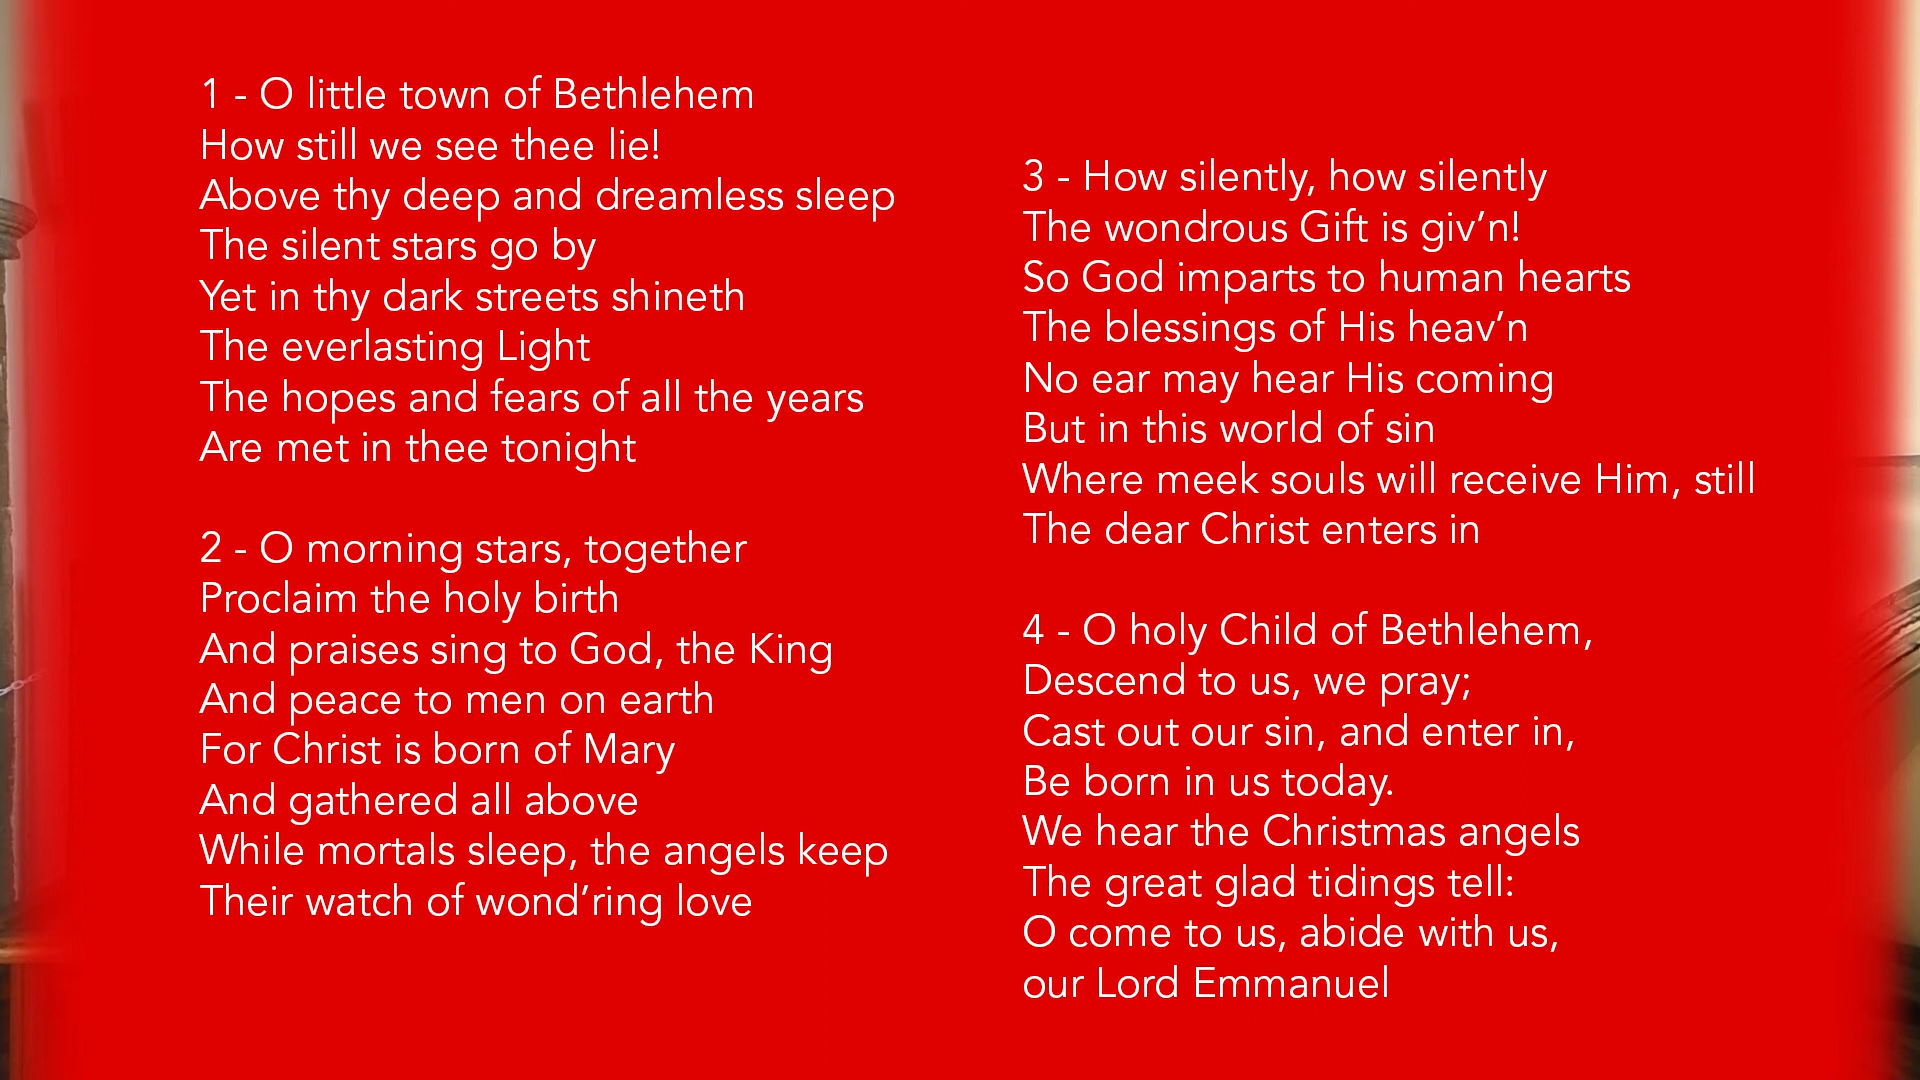 1 - O little town of Bethlehem
How still we see thee lie!
Above thy deep and dreamless sleep
The silent stars go by
Yet in thy dark streets shineth
The everlasting Light
The hopes and fears of all the years
Are met in thee tonight
2 - O morning stars, together
Proclaim the holy birth
And praises sing to God, the King
And peace to men on earth
For Christ is born of Mary
And gathered all above
While mortals sleep, the angels keep
Their watch of wond’ring love
3 - How silently, how silently
The wondrous Gift is giv’n!
So God imparts to human hearts
The blessings of His heav’n
No ear may hear His coming
But in this world of sin
Where meek souls will receive Him, still
The dear Christ enters in
4 - O holy Child of Bethlehem,
Descend to us, we pray;
Cast out our sin, and enter in,
Be born in us today.
We hear the Christmas angels
The great glad tidings tell:
O come to us, abide with us,
our Lord Emmanuel